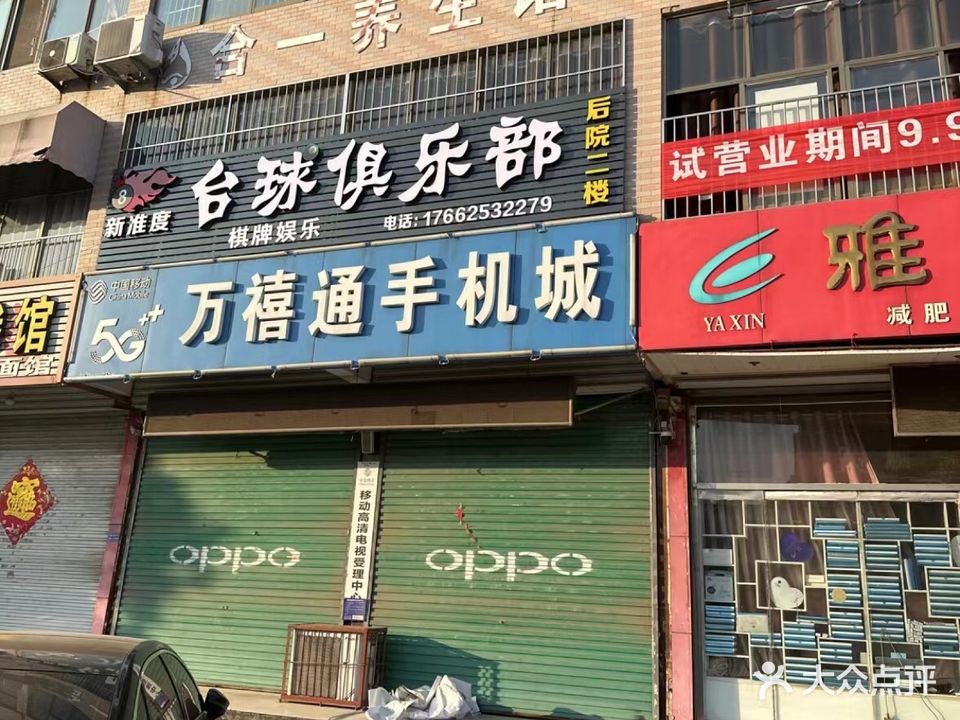 合一养生馆
台球俱乐部
后院二楼
8
新准度
棋牌娱乐
电话:17662532279
试营业期间9.9
中国移动
China Mobile
5G++
万禧通手机城
雅
YA XIN
减肥
馆
面馆
oppo
oppo
移动高清电视受理中心
大众点评